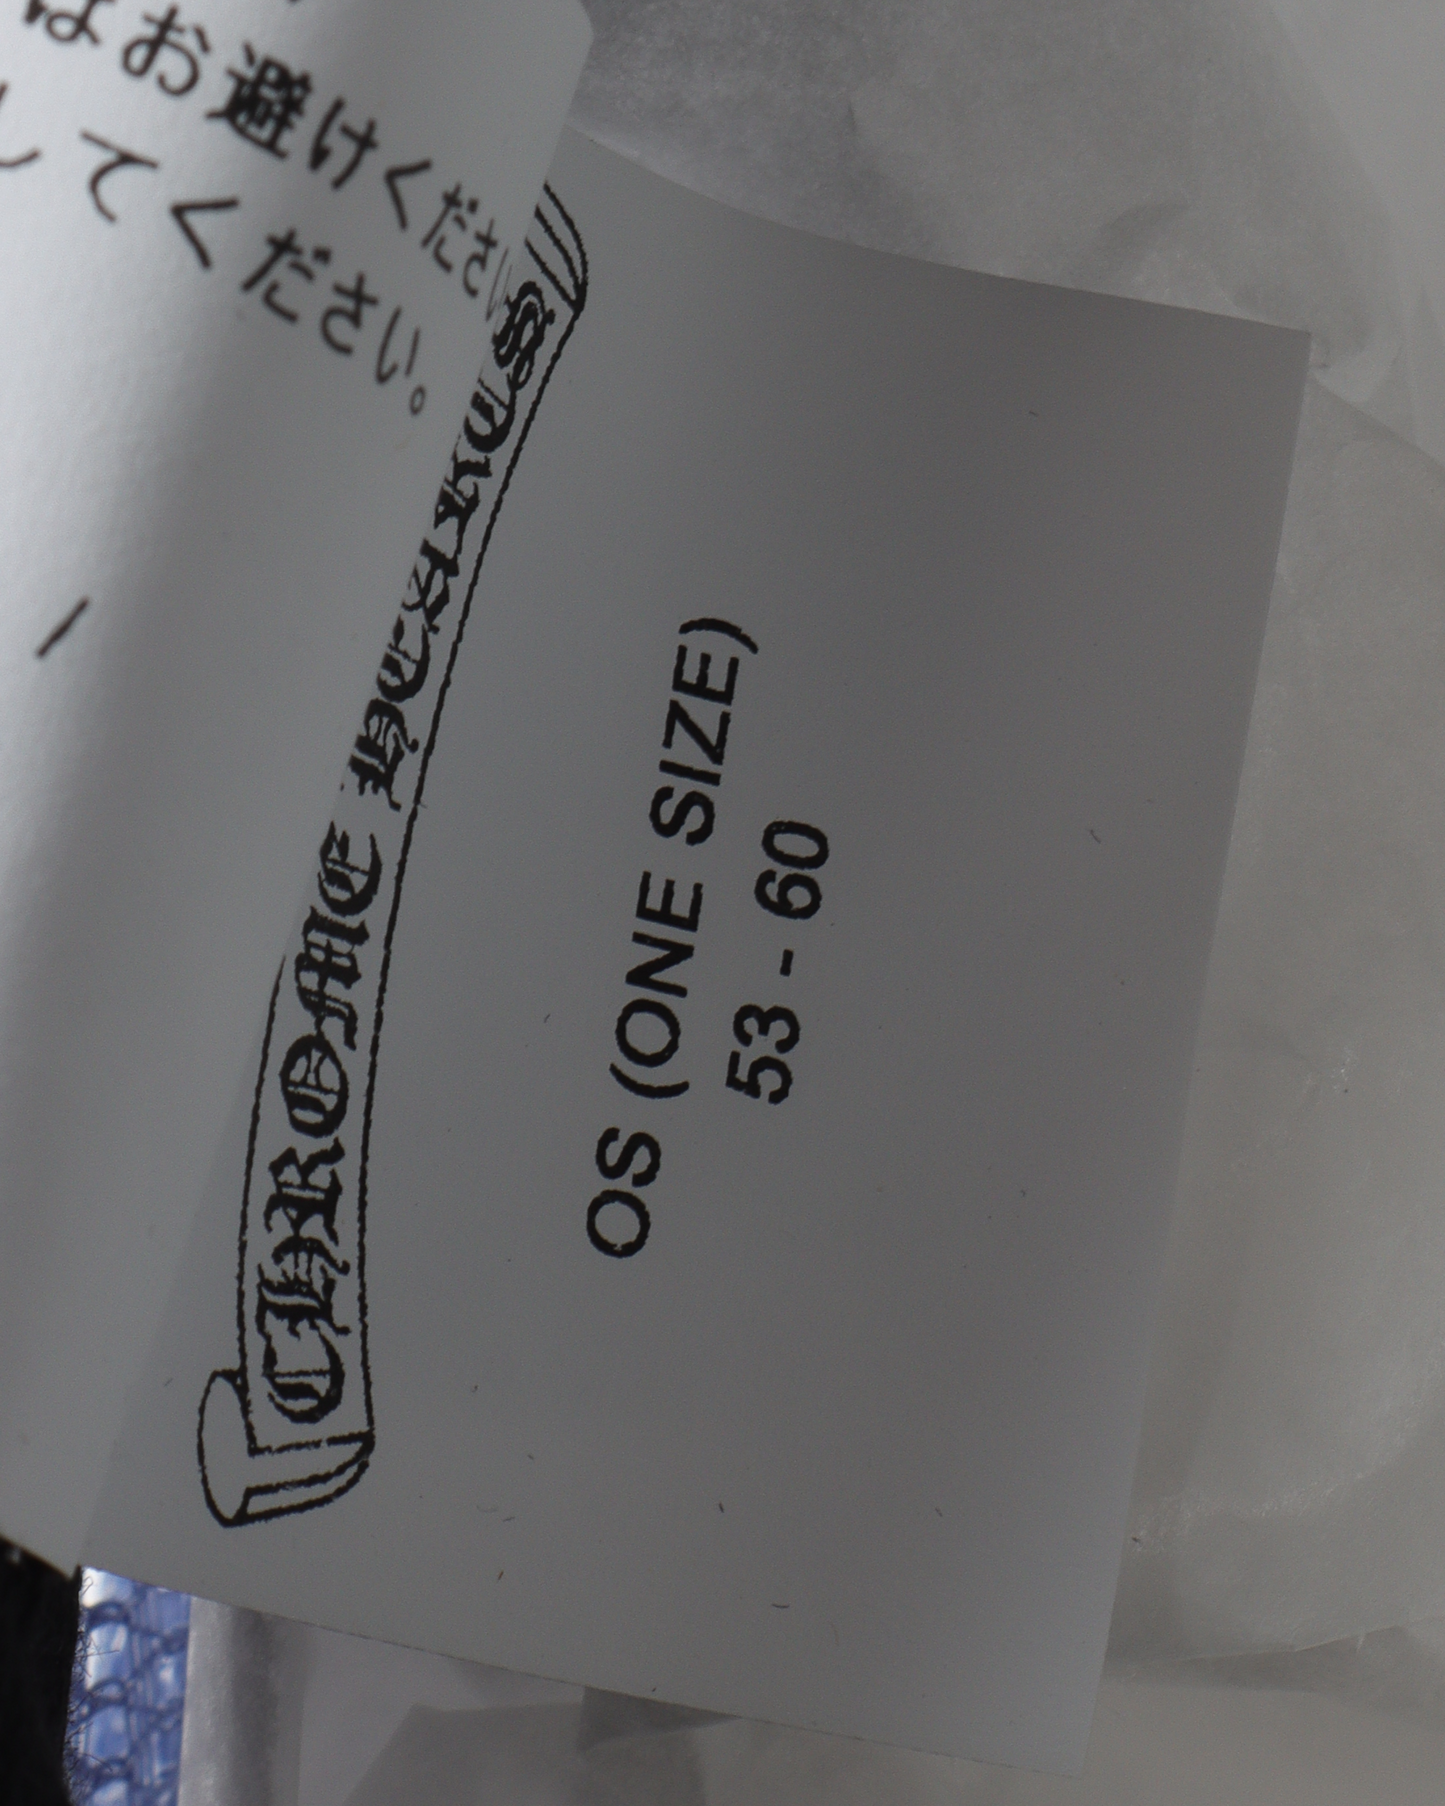 はお避けください
してください。
CHROME HEARTS
OS (ONE SIZE)
53 - 60